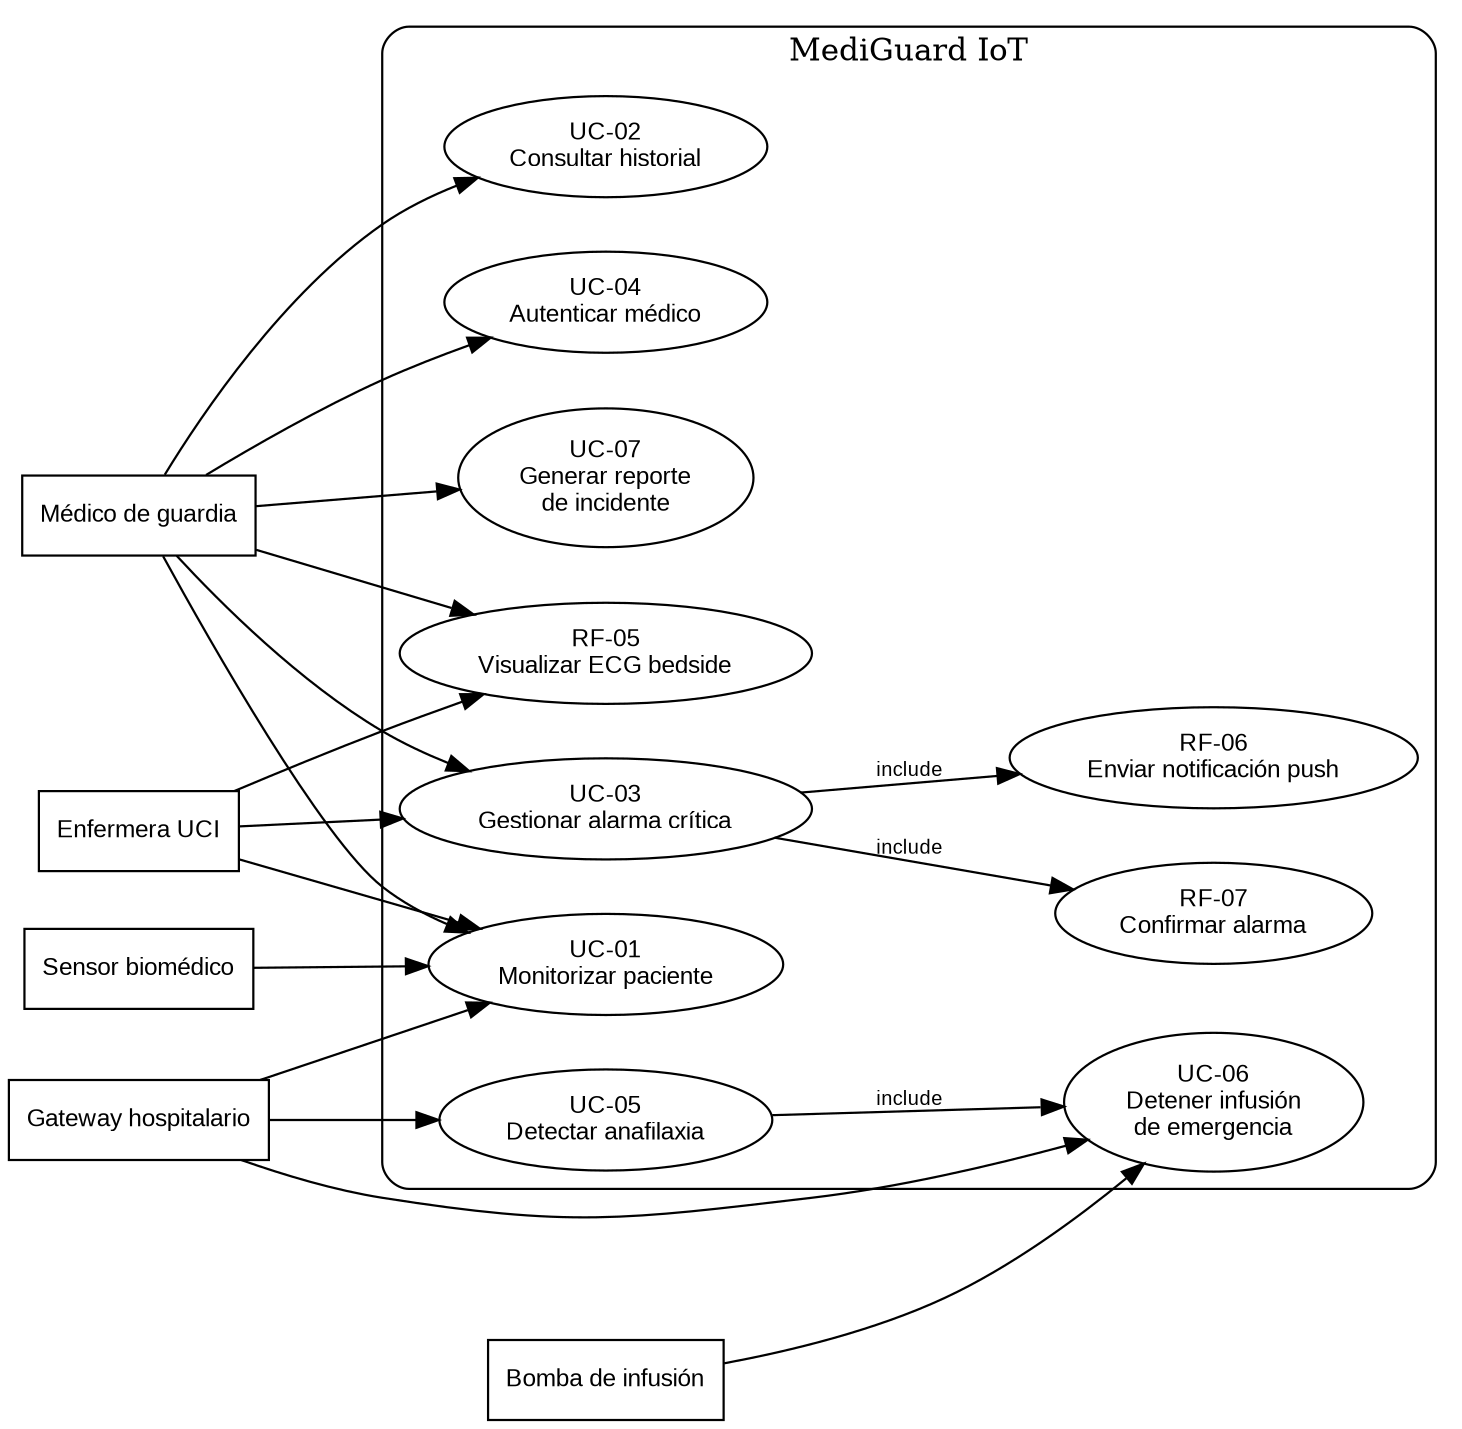 MediGuard IoT
UC-02
Consultar historial
UC-04
Autenticar médico
UC-07
Generar reporte
de incidente
Médico de guardia
RF-05
Visualizar ECG bedside
RF-06
Enviar notificación push
include
UC-03
Gestionar alarma crítica
Enfermera UCI
include
RF-07
Confirmar alarma
UC-01
Monitorizar paciente
Sensor biomédico
UC-06
Detener infusión
de emergencia
include
UC-05
Detectar anafilaxia
Gateway hospitalario
Bomba de infusión